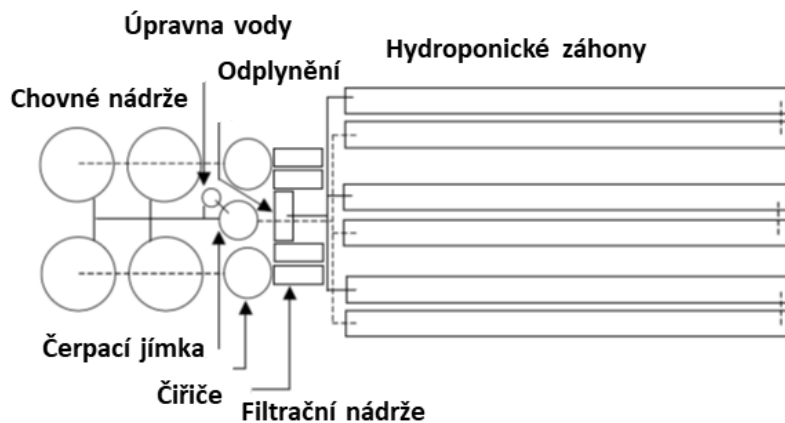 Úpravna vody
Hydroponické záhony
Odplynění
Chovné nádrže
Čerpací jímka
Čiřiče
Filtrační nádrže